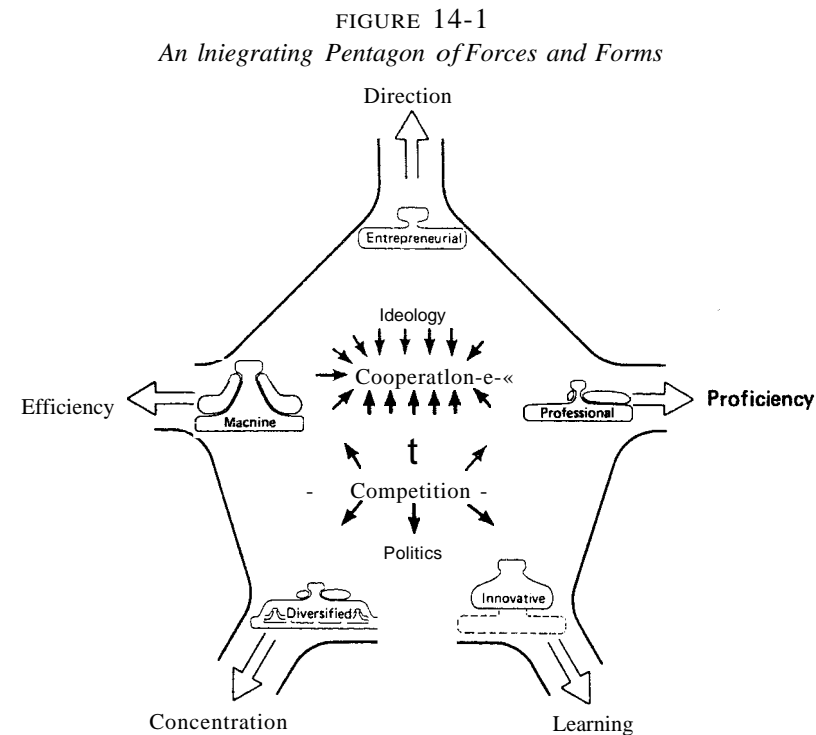 FIGURE 14-1
An lniegrating Pentagon of Forces and Forms
Direction
Entrepreneurial
Ideology
Cooperatlon-e-«
Efficiency
Macnine
Professional
Proficiency
t
- Competition -
Politics
Diversified
Innovative
Concentration
Learning